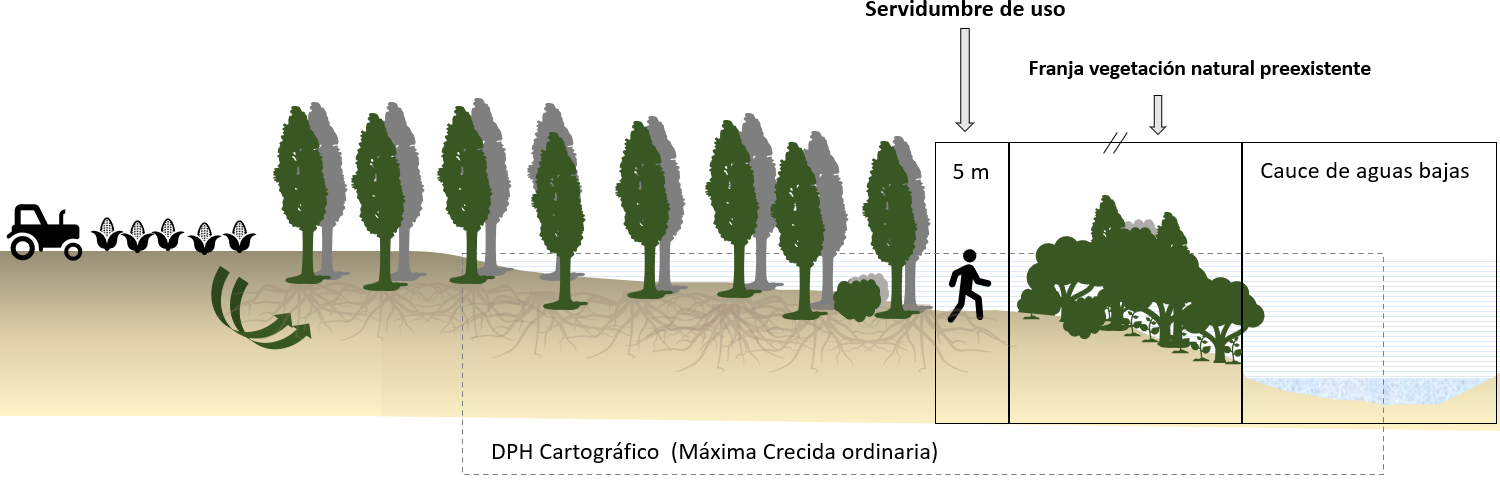 Servidumbre de uso
Franja vegetación natural preexistente
5 m
Cauce de aguas bajas
DPH Cartográfico (Máxima Crecida ordinaria)